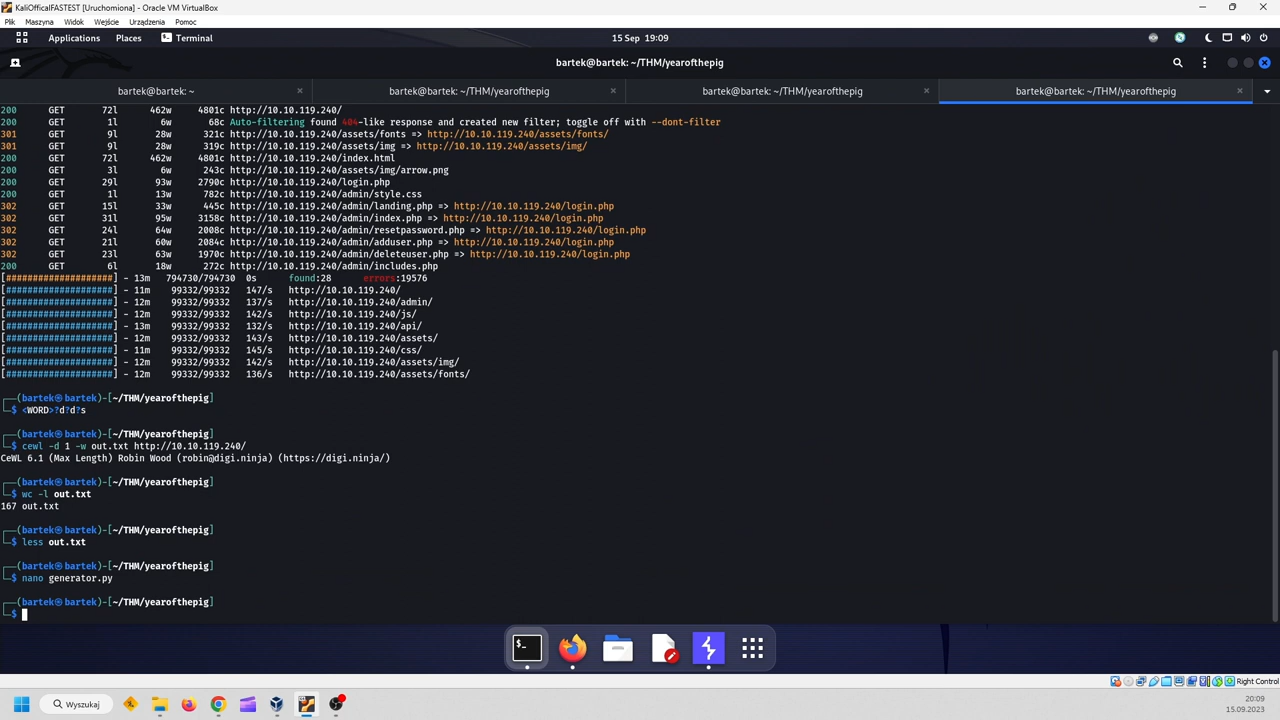 KaliOfficalFASTEST [Uruchomiona] - Oracle VM VirtualBox
Plik Maszyna Widok Wejście Urządzenia Pomoc
Applications Places Terminal 15 Sep 19:09
bartek@bartek: ~/THM/yearofthepig
bartek@bartek: ~ bartek@bartek: ~/THM/yearofthepig bartek@bartek: ~/THM/yearofthepig bartek@bartek: ~/THM/yearofthepig
200 GET 72l 462w 4801c http://10.10.119.240/
200 GET 1l 6w 68c Auto-filtering found 404-like response and created new filter; toggle off with --dont-filter
301 GET 9l 28w 321c http://10.10.119.240/assets/fonts => http://10.10.119.240/assets/fonts/
301 GET 9l 28w 319c http://10.10.119.240/assets/img => http://10.10.119.240/assets/img/
200 GET 72l 462w 4801c http://10.10.119.240/index.html
200 GET 3l 6w 243c http://10.10.119.240/assets/img/arrow.png
200 GET 29l 93w 2790c http://10.10.119.240/login.php
200 GET 1l 13w 782c http://10.10.119.240/admin/style.css
302 GET 15l 33w 445c http://10.10.119.240/admin/landing.php => http://10.10.119.240/login.php
302 GET 31l 95w 3158c http://10.10.119.240/admin/index.php => http://10.10.119.240/login.php
302 GET 24l 64w 2008c http://10.10.119.240/admin/resetpassword.php => http://10.10.119.240/login.php
302 GET 21l 60w 2084c http://10.10.119.240/admin/adduser.php => http://10.10.119.240/login.php
302 GET 23l 63w 1970c http://10.10.119.240/admin/deleteuser.php => http://10.10.119.240/login.php
200 GET 6l 18w 272c http://10.10.119.240/admin/includes.php
[####################] - 13m 794730/794730 0s found:28 errors:19576
[####################] - 11m 99332/99332 147/s http://10.10.119.240/
[####################] - 12m 99332/99332 137/s http://10.10.119.240/admin/
[####################] - 12m 99332/99332 142/s http://10.10.119.240/js/
[####################] - 13m 99332/99332 132/s http://10.10.119.240/api/
[####################] - 12m 99332/99332 143/s http://10.10.119.240/assets/
[####################] - 11m 99332/99332 145/s http://10.10.119.240/css/
[####################] - 12m 99332/99332 142/s http://10.10.119.240/assets/img/
[####################] - 12m 99332/99332 136/s http://10.10.119.240/assets/fonts/
(bartek㉿bartek)-[~/THM/yearofthepig]
$ <WORD>?d?d?s
(bartek㉿bartek)-[~/THM/yearofthepig]
$ cewl -d 1 -w out.txt http://10.10.119.240/
CeWL 6.1 (Max Length) Robin Wood (robin@digi.ninja) (https://digi.ninja/)
(bartek㉿bartek)-[~/THM/yearofthepig]
$ wc -l out.txt
167 out.txt
(bartek㉿bartek)-[~/THM/yearofthepig]
$ less out.txt
(bartek㉿bartek)-[~/THM/yearofthepig]
$ nano generator.py
(bartek㉿bartek)-[~/THM/yearofthepig]
$
$_
Right Control
Wyszukaj
20:09
15.09.2023